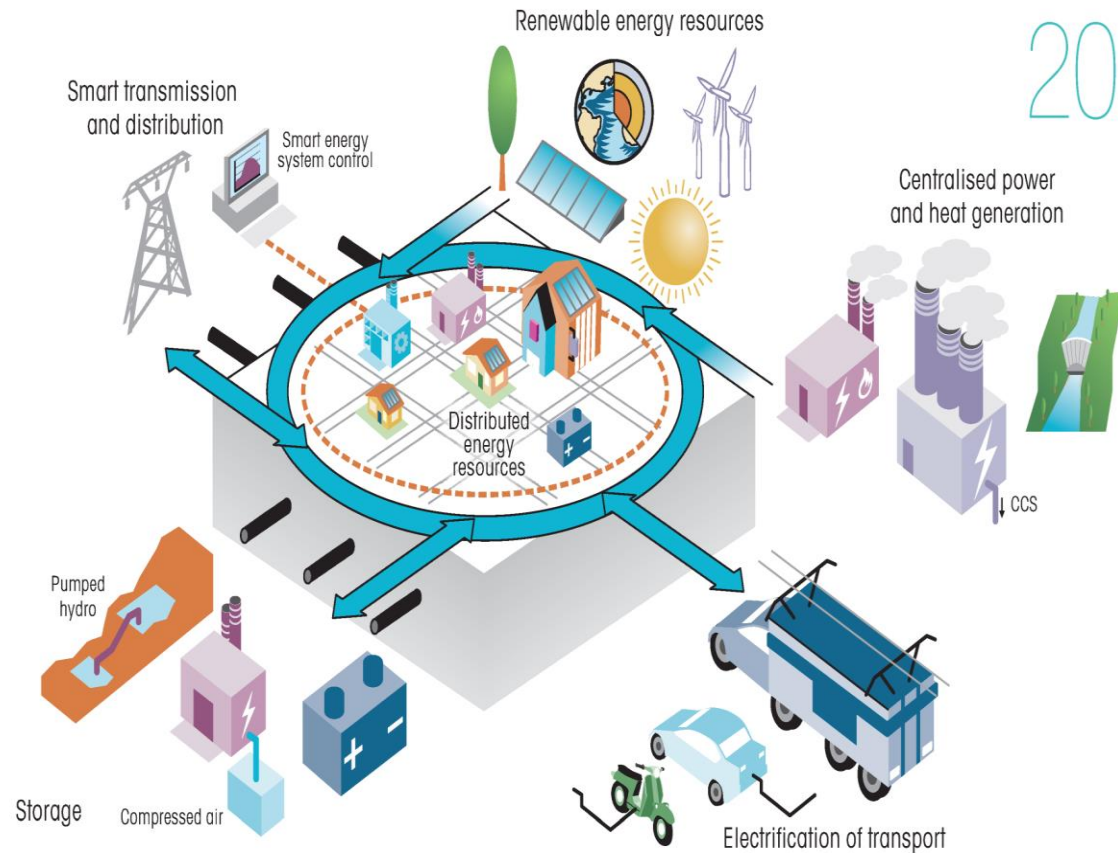 Renewable energy resources
20
Smart transmission
and distribution
Smart energy
system control
Centralised power
and heat generation
Distributed
energy
resources
CCS
Pumped
hydro
Storage
Compressed air
Electrification of transport